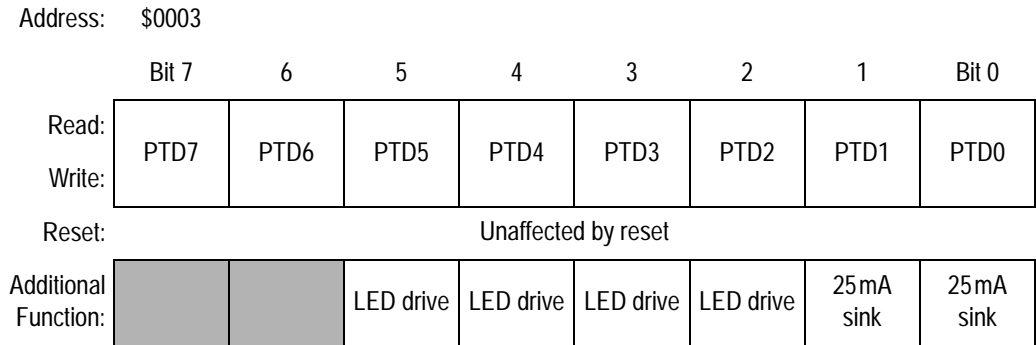 Address: $0003
Bit 7 6 5 4 3 2 1 Bit 0
Read:
PTD7 PTD6 PTD5 PTD4 PTD3 PTD2 PTD1 PTD0
Write:
Reset: Unaffected by reset
Additional Function: LED drive LED drive LED drive LED drive 25mA sink 25mA sink